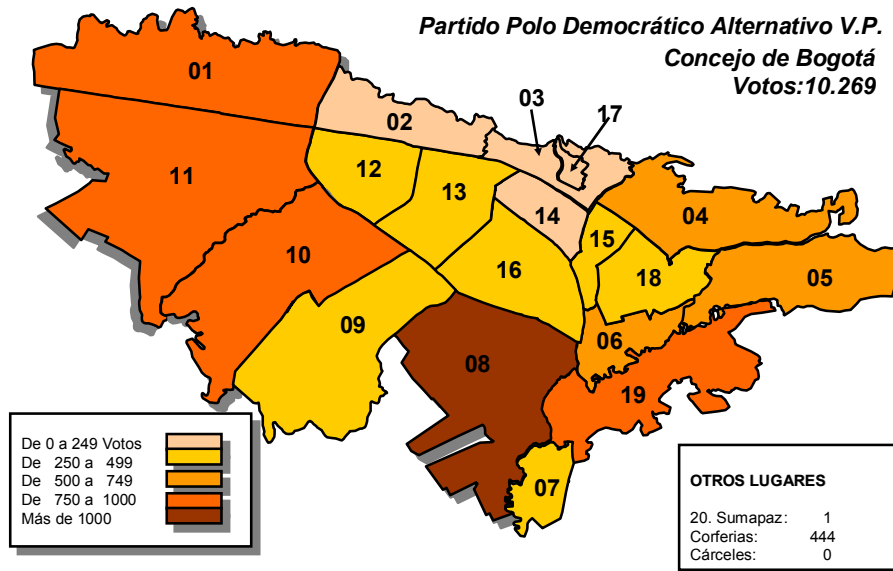 Partido Polo Democrático Alternativo V.P.
Concejo de Bogotá
Votos:10.269
01
02
03
17
11
12
13
14
04
10
15
16
18
05
09
08
06
19
07
De 0 a 249 Votos
De 250 a 499
De 500 a 749
De 750 a 1000
Más de 1000
OTROS LUGARES
20. Sumapaz: 1
Corferias: 444
Cárceles: 0